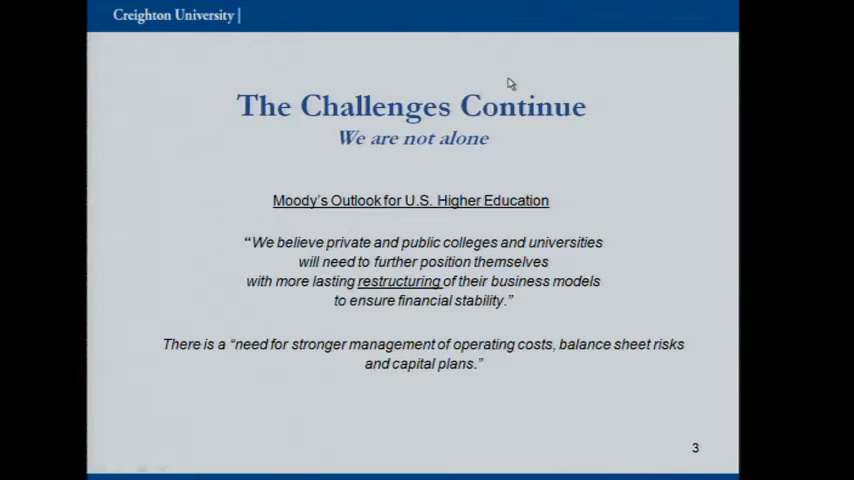 Creighton University |
The Challenges Continue
We are not alone
Moody's Outlook for U.S. Higher Education
“We believe private and public colleges and universities
will need to further position themselves
with more lasting restructuring of their business models
to ensure financial stability.”
There is a “need for stronger management of operating costs, balance sheet risks
and capital plans.”
3